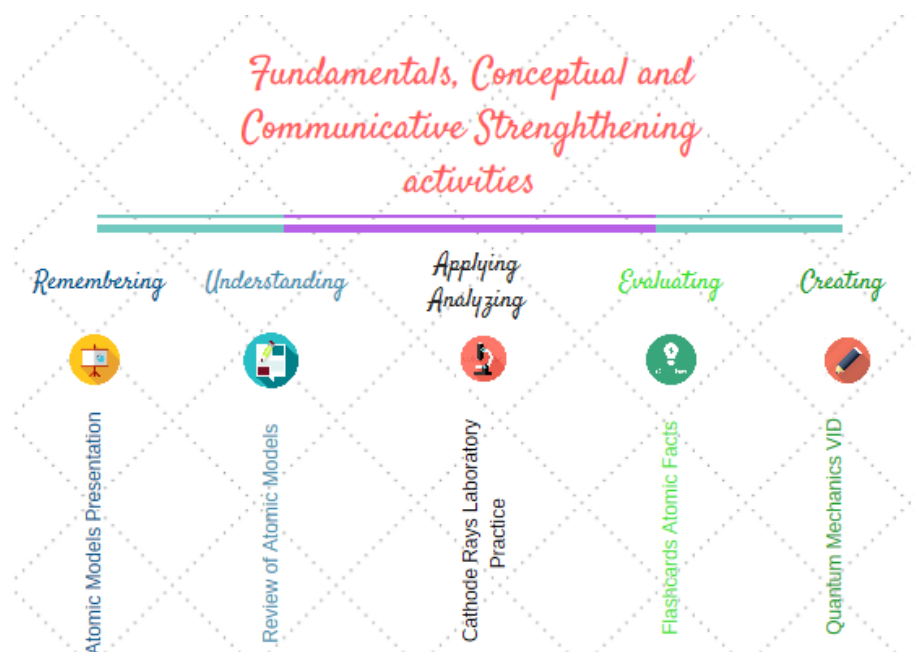 Fundamentals, Conceptual and
Communicative Strenghthening
activities
Remembering
Understanding
Applying
Analyzing
Evaluating
Creating
Atomic Models Presentation
Review of Atomic Models
Cathode Rays Laboratory
Practice
Flashcards Atomic Facts
Quantum Mechanics VID